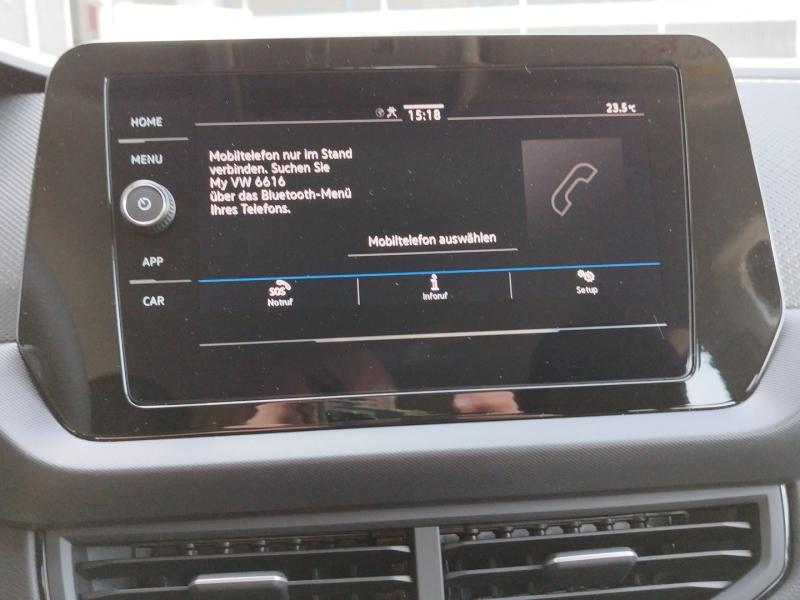 HOME
MENU
APP
CAR
15:18
23.5°C
Mobiltelefon nur im Stand
verbinden. Suchen Sie
My VW 6616
über das Bluetooth-Menü
Ihres Telefons.
Mobiltelefon auswählen
SOS
Notruf
i
Inforuf
Setup